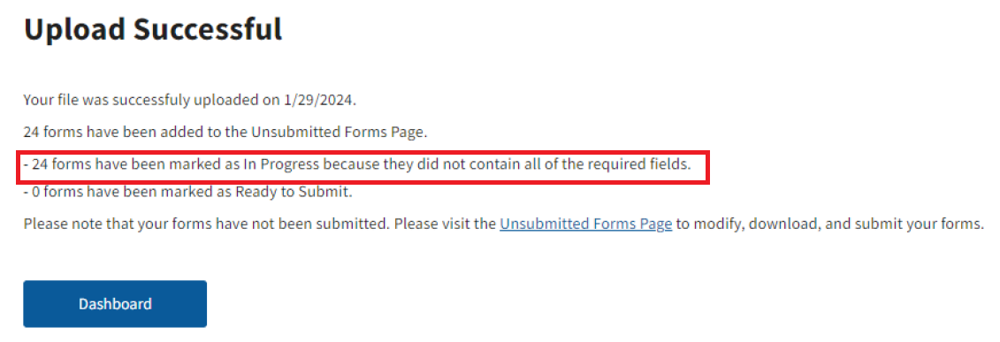 Upload Successful
Your file was successfuly uploaded on 1/29/2024.
24 forms have been added to the Unsubmitted Forms Page.
- 24 forms have been marked as In Progress because they did not contain all of the required fields.
- 0 forms have been marked as Ready to Submit.
Please note that your forms have not been submitted. Please visit the Unsubmitted Forms Page to modify, download, and submit your forms.
Dashboard